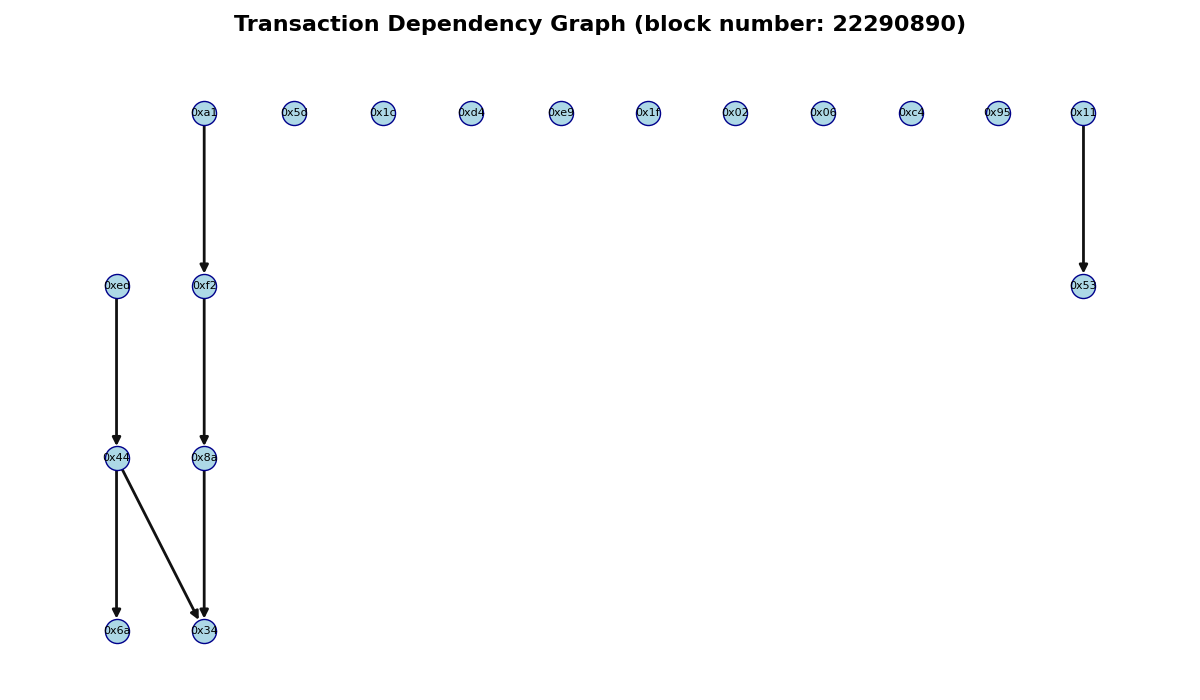 Transaction Dependency Graph (block number: 22290890)
0xa1 0x5d 0x1c 0xd4 0xe9 0x1f 0x02 0x06 0xc4 0x95 0x11
0xed 0xf2 0x53
0x44 0x8a
0x6a 0x34